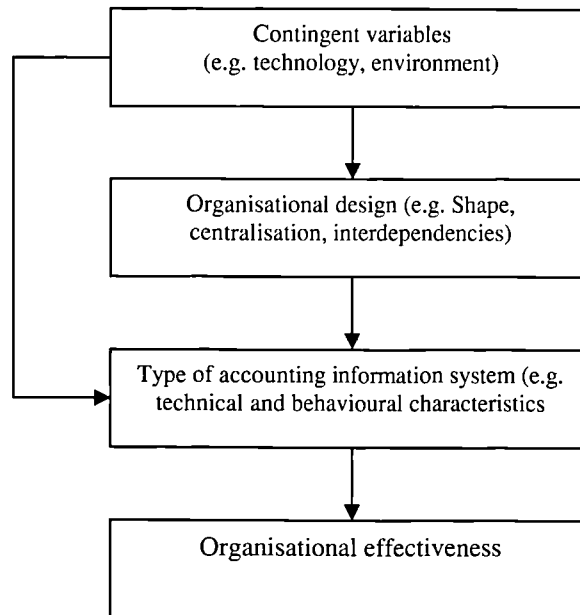 Contingent variables
(e.g. technology, environment)
Organisational design (e.g. Shape,
centralisation, interdependencies)
Type of accounting information system (e.g.
technical and behavioural characteristics
Organisational effectiveness